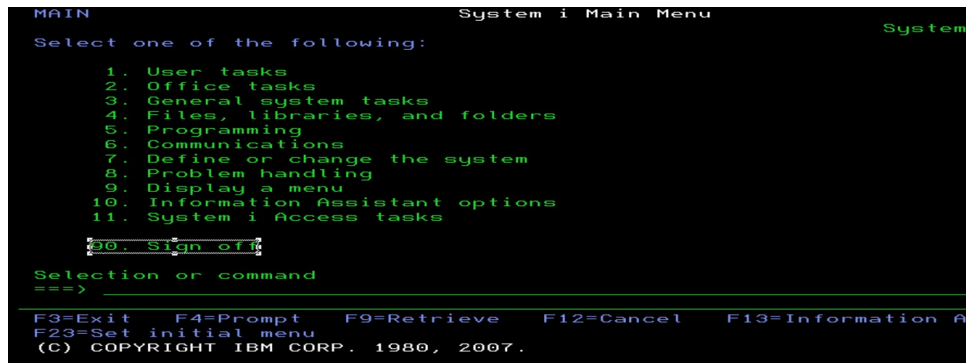 MAIN System i Main Menu
System
Select one of the following:
1. User tasks
2. Office tasks
3. General system tasks
4. Files, libraries, and folders
5. Programming
6. Communications
7. Define or change the system
8. Problem handling
9. Display a menu
10. Information Assistant options
11. System i Access tasks
90. Sign off
Selection or command
===>
F3=Exit F4=Prompt F9=Retrieve F12=Cancel F13=Information A
F23=Set initial menu
(C) COPYRIGHT IBM CORP. 1980, 2007.